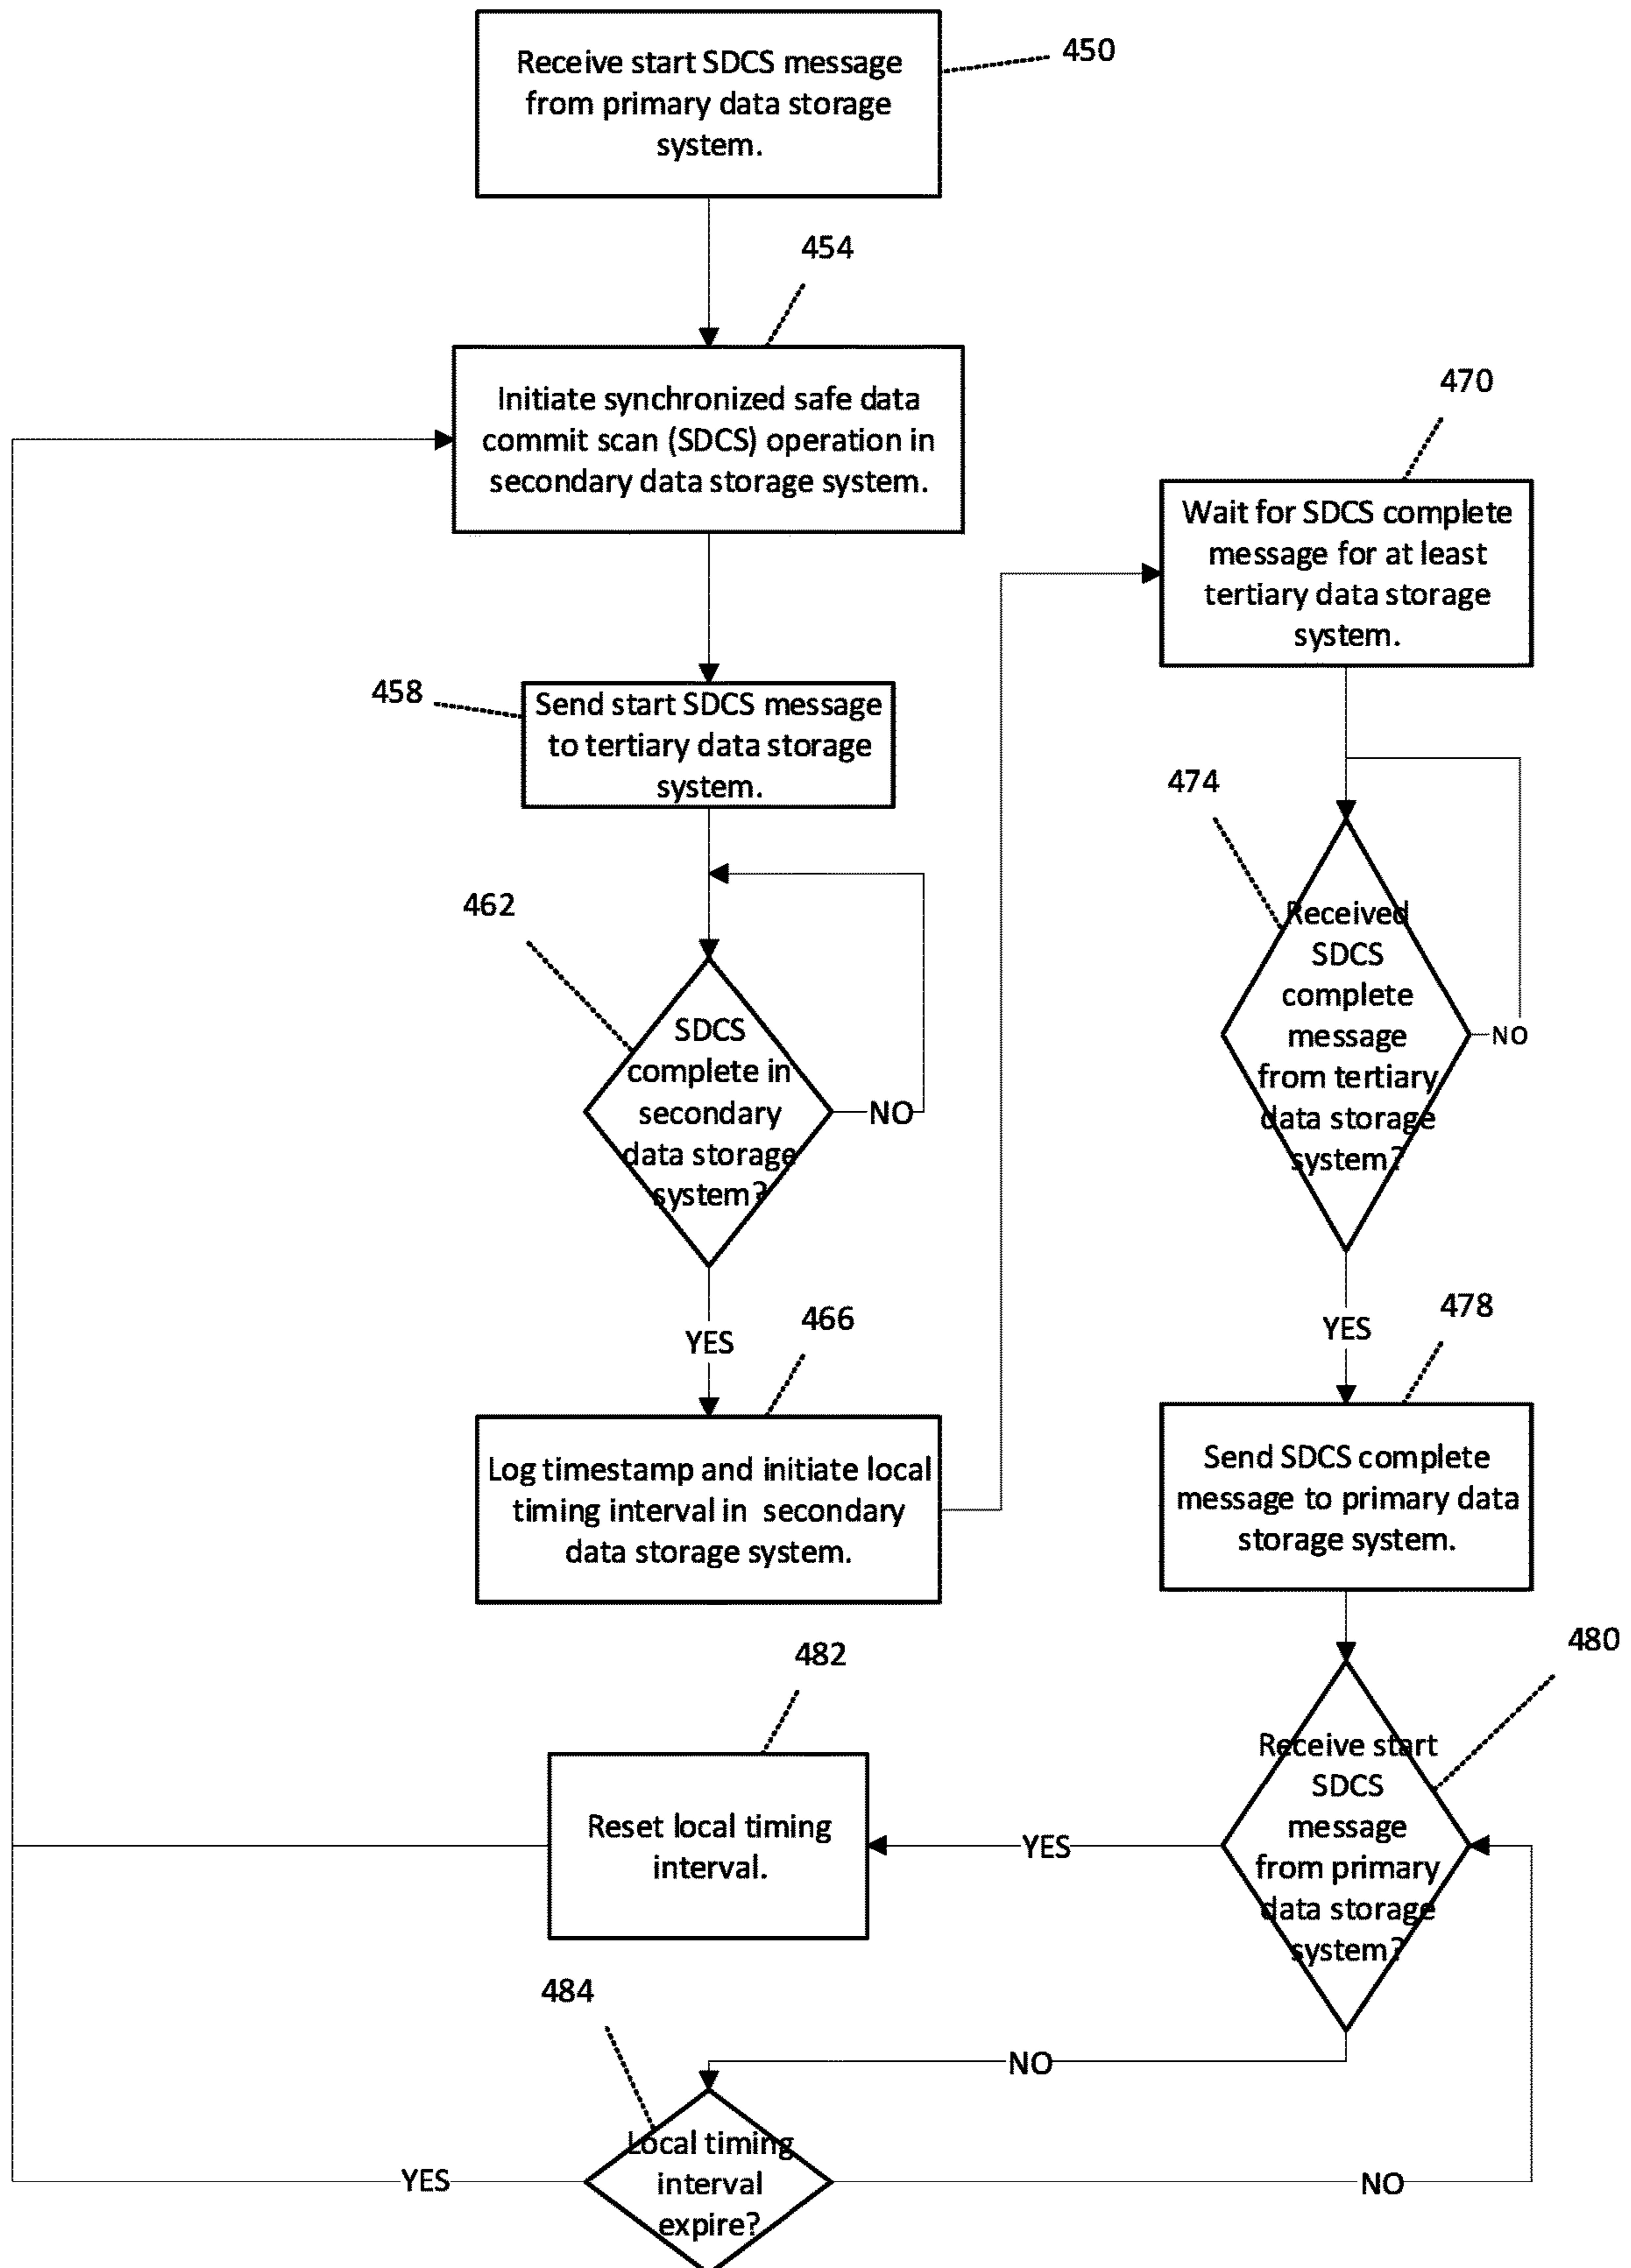 Receive start SDCS message
from primary data storage
system.
450
454
Initiate synchronized safe data
commit scan (SDCS) operation in
secondary data storage system.
458
Send start SDCS message
to tertiary data storage
system.
462
SDCS
complete in
secondary
data storage
system?
NO
YES
466
Log timestamp and initiate local
timing interval in secondary
data storage system.
470
Wait for SDCS complete
message for at least
tertiary data storage
system.
474
Received
SDCS
complete
message
from tertiary
data storage
system?
NO
YES
478
Send SDCS complete
message to primary data
storage system.
480
Receive start
SDCS
message
from primary
data storage
system?
YES
482
Reset local timing
interval.
NO
484
Local timing
interval
expire?
YES
NO